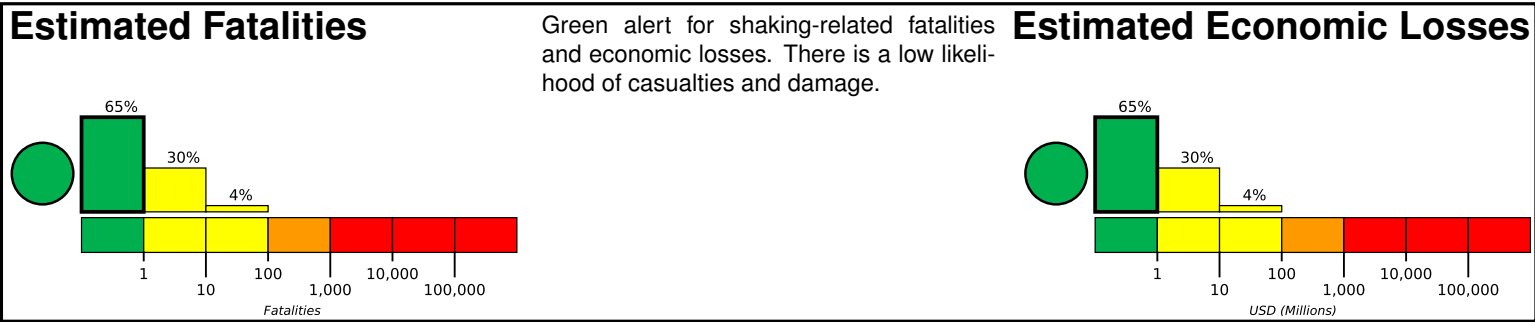 Estimated Fatalities
65%
30%
4%
1
10
100
1,000
10,000
100,000
Fatalities
Green alert for shaking-related fatalities
and economic losses. There is a low likeli-
hood of casualties and damage.
Estimated Economic Losses
65%
30%
4%
1
10
100
1,000
10,000
100,000
USD (Millions)